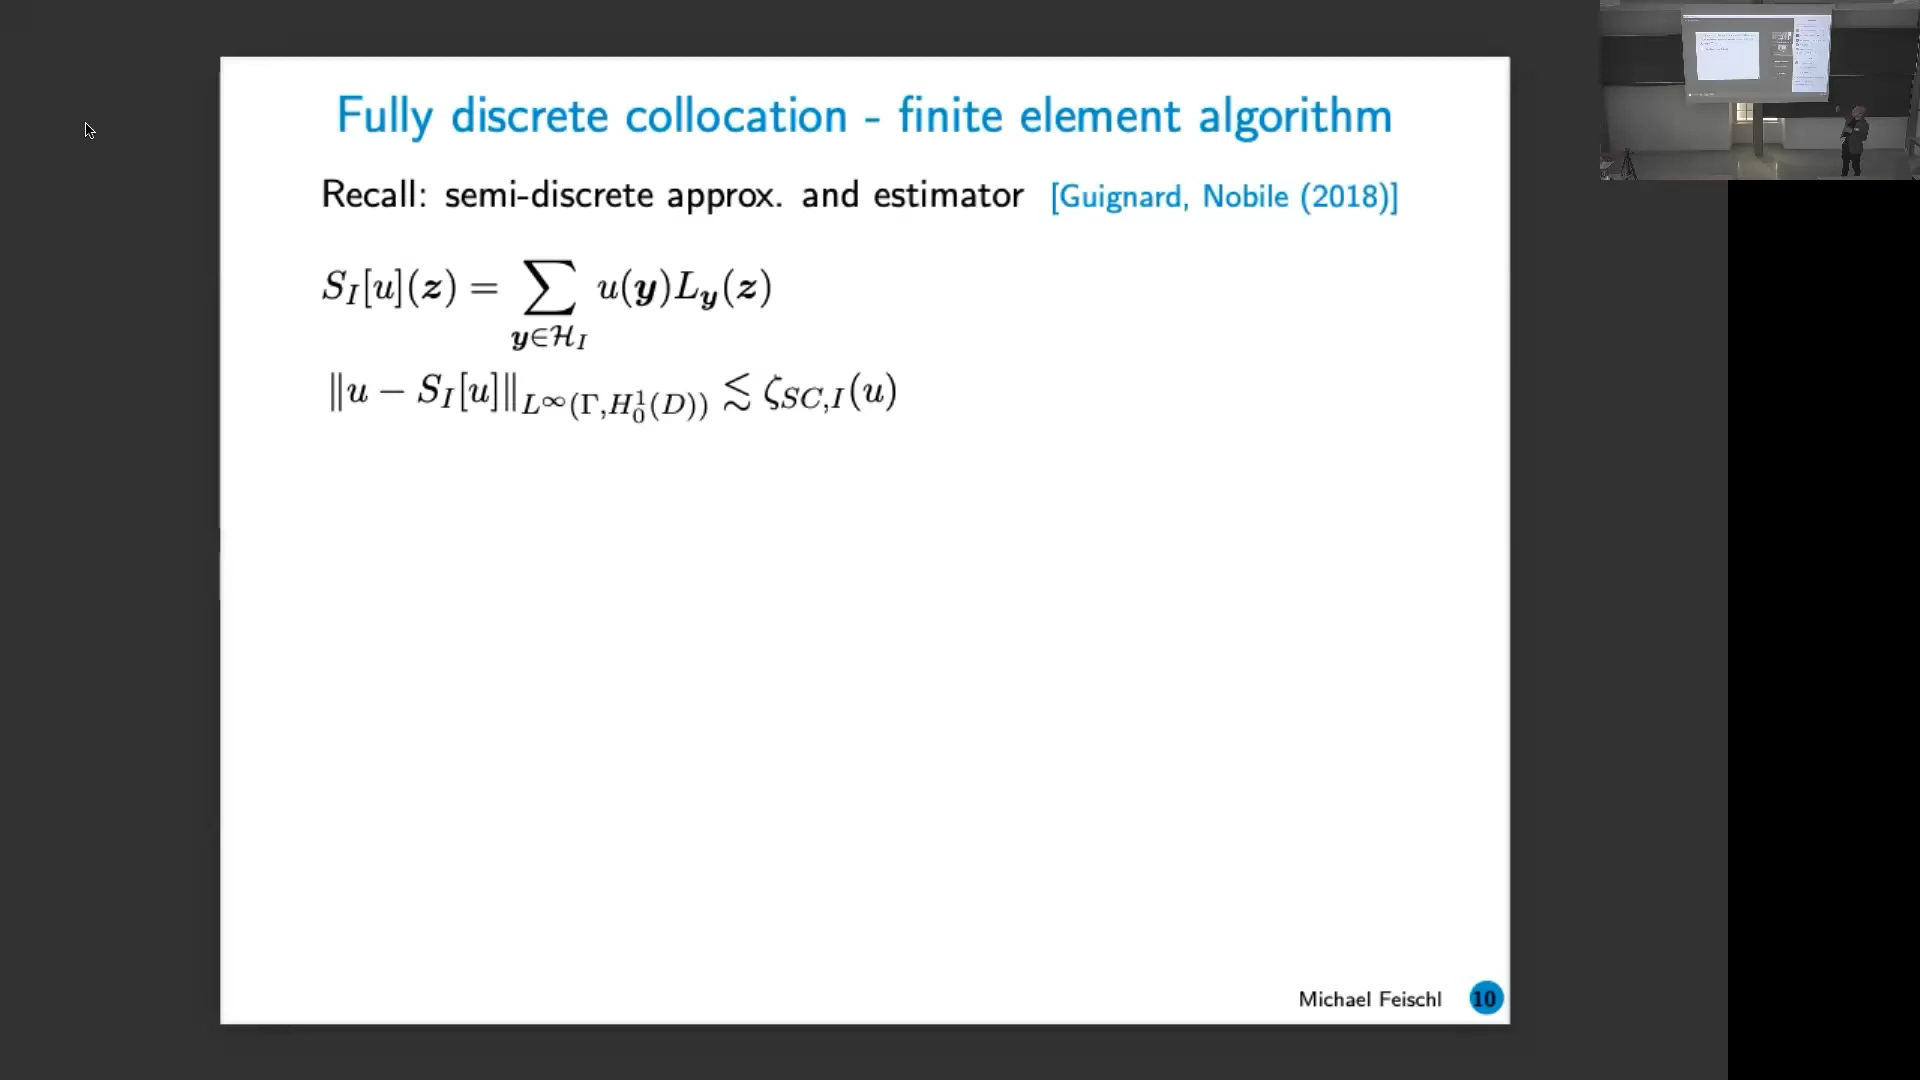 Fully discrete collocation - finite element algorithm
Recall: semi-discrete approx. and estimator [Guignard, Nobile (2018)]
S_I[u](z) = ∑_{y∈ℋ_I} u(y)L_y(z)
‖u − S_I[u]‖_{L^∞(Γ,H_0^1(D))} ≲ ζ_{SC,I}(u)
Michael Feischl 10